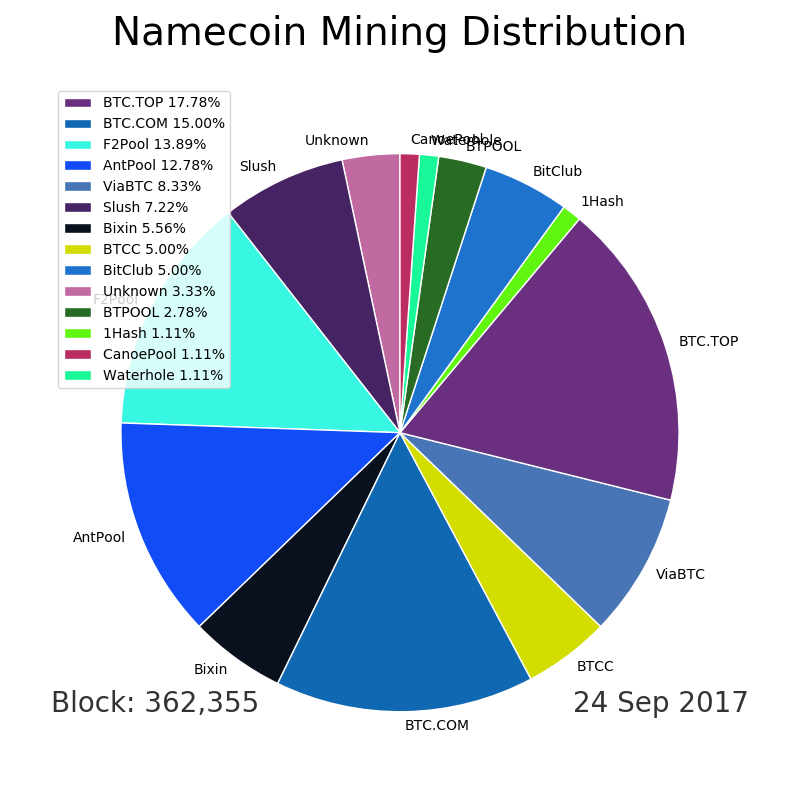 Namecoin Mining Distribution
BTC.TOP 17.78%
BTC.COM 15.00%
F2Pool 13.89%
AntPool 12.78%
ViaBTC 8.33%
Slush 7.22%
Bixin 5.56%
BTCC 5.00%
BitClub 5.00%
Unknown 3.33%
BTPOOL 2.78%
1Hash 1.11%
CanoePool 1.11%
Waterhole 1.11%
Unknown
CanoePool
Waterhole
BTPOOL
Slush
BitClub
1Hash
F2Pool
BTC.TOP
AntPool
ViaBTC
Bixin
BTCC
Block: 362,355
24 Sep 2017
BTC.COM